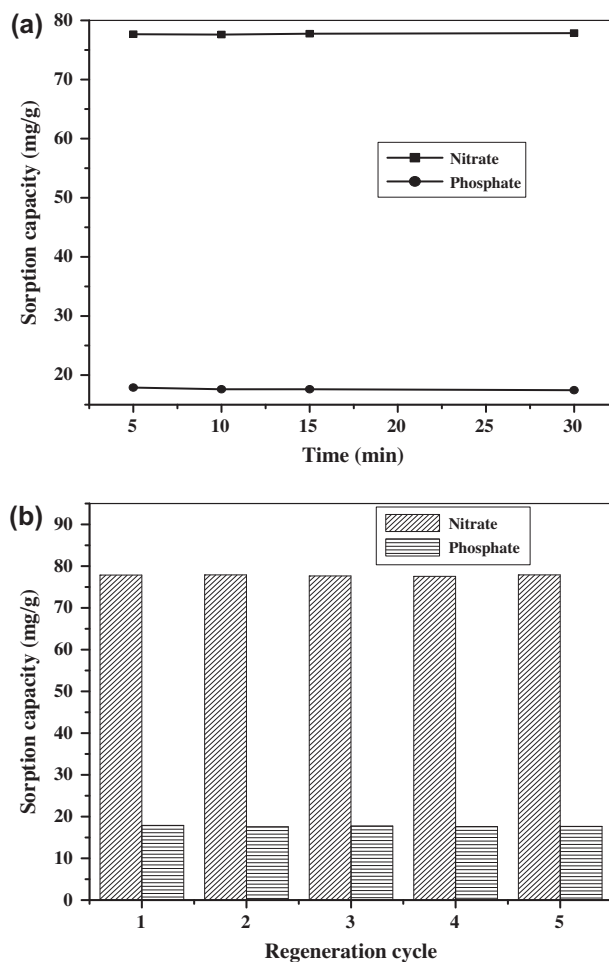 (a)
80
70
60
50
40
30
20
Sorption capacity (mg/g)
Nitrate
Phosphate
5 10 15 20 25 30
Time (min)
(b)
90
80
70
60
50
40
30
20
10
0
Sorption capacity (mg/g)
Nitrate
Phosphate
1 2 3 4 5
Regeneration cycle